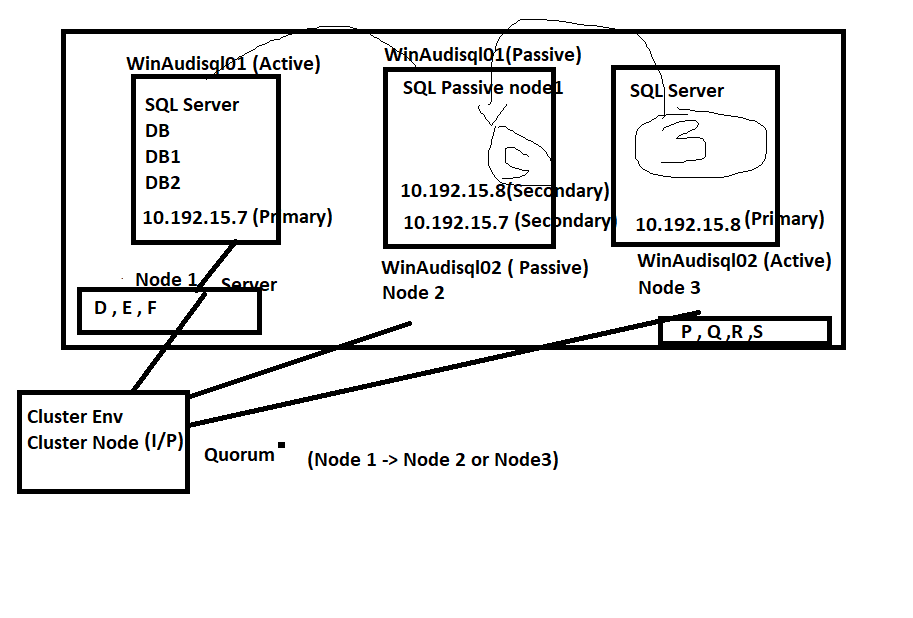 WinAudisql01 (Active)
SQL Server
DB
DB1
DB2
10.192.15.7 (Primary)
Node 1
Server
D , E , F
WinAudisql01(Passive)
SQL Passive node1
10.192.15.8(Secondary)
10.192.15.7 (Secondary)
WinAudisql02 ( Passive)
Node 2
SQL Server
10.192.15.8 (Primary)
WinAudisql02 (Active)
Node 3
P , Q ,R ,S
Cluster Env
Cluster Node (I/P)
Quorum
(Node 1 -> Node 2 or Node3)